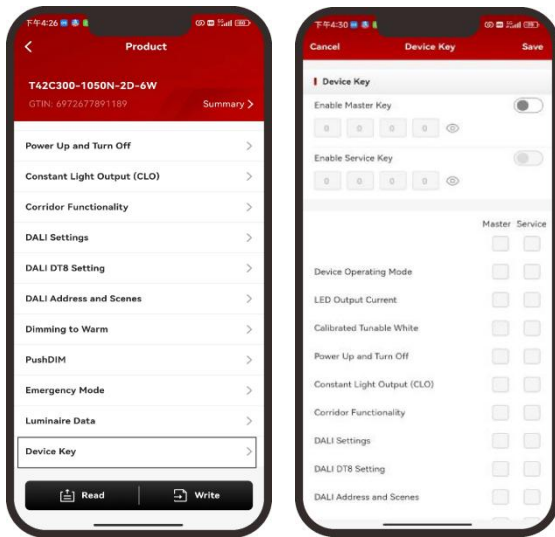 下午4:26
Product
T42C300-1050N-2D-6W
GTIN: 6972677891189
Summary >
Power Up and Turn Off
Constant Light Output (CLO)
Corridor Functionality
DALI Settings
DALI DT8 Setting
DALI Address and Scenes
Dimming to Warm
PushDIM
Emergency Mode
Luminaire Data
Device Key
Read
Write
下午4:30
Cancel
Device Key
Save
Device Key
Enable Master Key
0 0 0 0
Enable Service Key
0 0 0 0
Master Service
Device Operating Mode
LED Output Current
Calibrated Tunable White
Power Up and Turn Off
Constant Light Output (CLO)
Corridor Functionality
DALI Settings
DALI DT8 Setting
DALI Address and Scenes